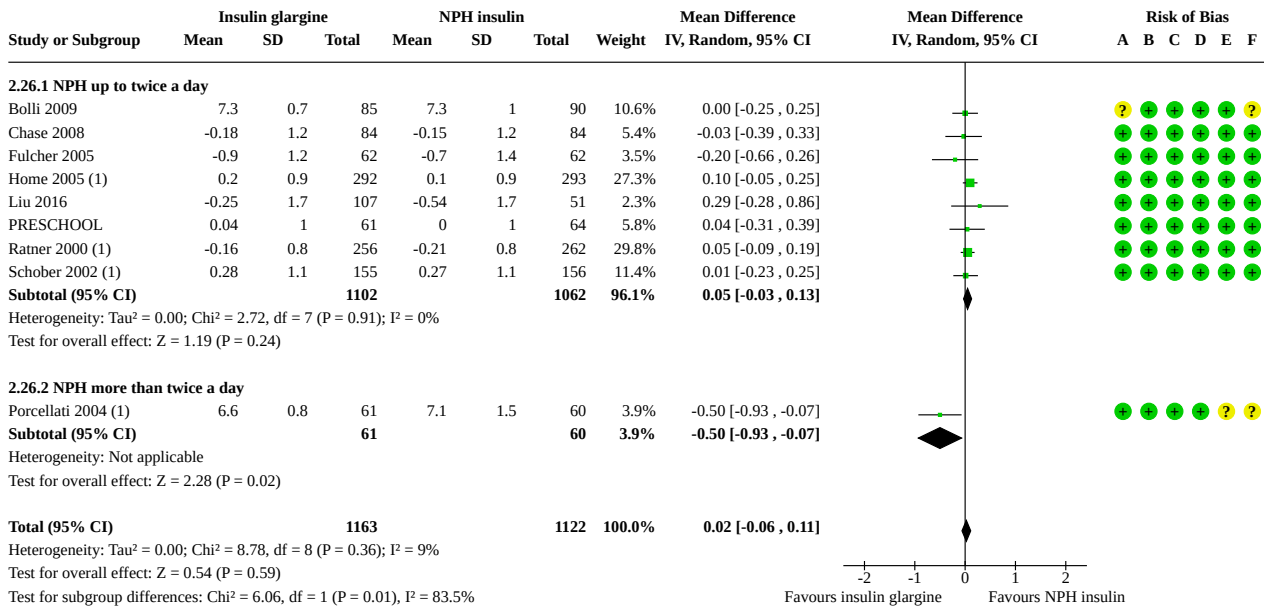 Insulin glargine NPH insulin Mean Difference Mean Difference Risk of Bias
Study or Subgroup Mean SD Total Mean SD Total Weight IV, Random, 95% CI IV, Random, 95% CI A B C D E F
2.26.1 NPH up to twice a day
Bolli 2009 7.3 0.7 85 7.3 1 90 10.6% 0.00 [-0.25 , 0.25] ? + + + + ?
Chase 2008 -0.18 1.2 84 -0.15 1.2 84 5.4% -0.03 [-0.39 , 0.33] + + + + + +
Fulcher 2005 -0.9 1.2 62 -0.7 1.4 62 3.5% -0.20 [-0.66 , 0.26] + + + + + +
Home 2005 (1) 0.2 0.9 292 0.1 0.9 293 27.3% 0.10 [-0.05 , 0.25] + + + + + +
Liu 2016 -0.25 1.7 107 -0.54 1.7 51 2.3% 0.29 [-0.28 , 0.86] + + + + + +
PRESCHOOL 0.04 1 61 0 1 64 5.8% 0.04 [-0.31 , 0.39] + + + + + +
Ratner 2000 (1) -0.16 0.8 256 -0.21 0.8 262 29.8% 0.05 [-0.09 , 0.19] + + + + + +
Schober 2002 (1) 0.28 1.1 155 0.27 1.1 156 11.4% 0.01 [-0.23 , 0.25] + + + + + +
Subtotal (95% CI) 1102 1062 96.1% 0.05 [-0.03 , 0.13]
Heterogeneity: Tau² = 0.00; Chi² = 2.72, df = 7 (P = 0.91); I² = 0%
Test for overall effect: Z = 1.19 (P = 0.24)
2.26.2 NPH more than twice a day
Porcellati 2004 (1) 6.6 0.8 61 7.1 1.5 60 3.9% -0.50 [-0.93 , -0.07] + + + + ? ?
Subtotal (95% CI) 61 60 3.9% -0.50 [-0.93 , -0.07]
Heterogeneity: Not applicable
Test for overall effect: Z = 2.28 (P = 0.02)
Total (95% CI) 1163 1122 100.0% 0.02 [-0.06 , 0.11]
Heterogeneity: Tau² = 0.00; Chi² = 8.78, df = 8 (P = 0.36); I² = 9%
Test for overall effect: Z = 0.54 (P = 0.59)
-2 -1 0 1 2
Test for subgroup differences: Chi² = 6.06, df = 1 (P = 0.01), I² = 83.5% Favours insulin glargine Favours NPH insulin